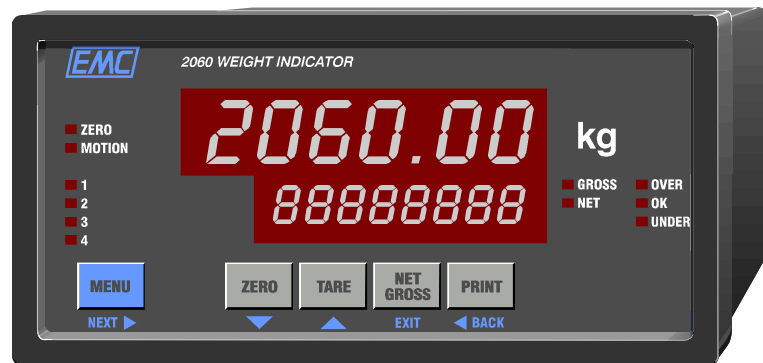 EMC
2060 WEIGHT INDICATOR
2060.00
kg
88888888
ZERO
MOTION
1
2
3
4
GROSS
NET
OVER
OK
UNDER
MENU
ZERO
TARE
NET
GROSS
PRINT
NEXT
EXIT
BACK